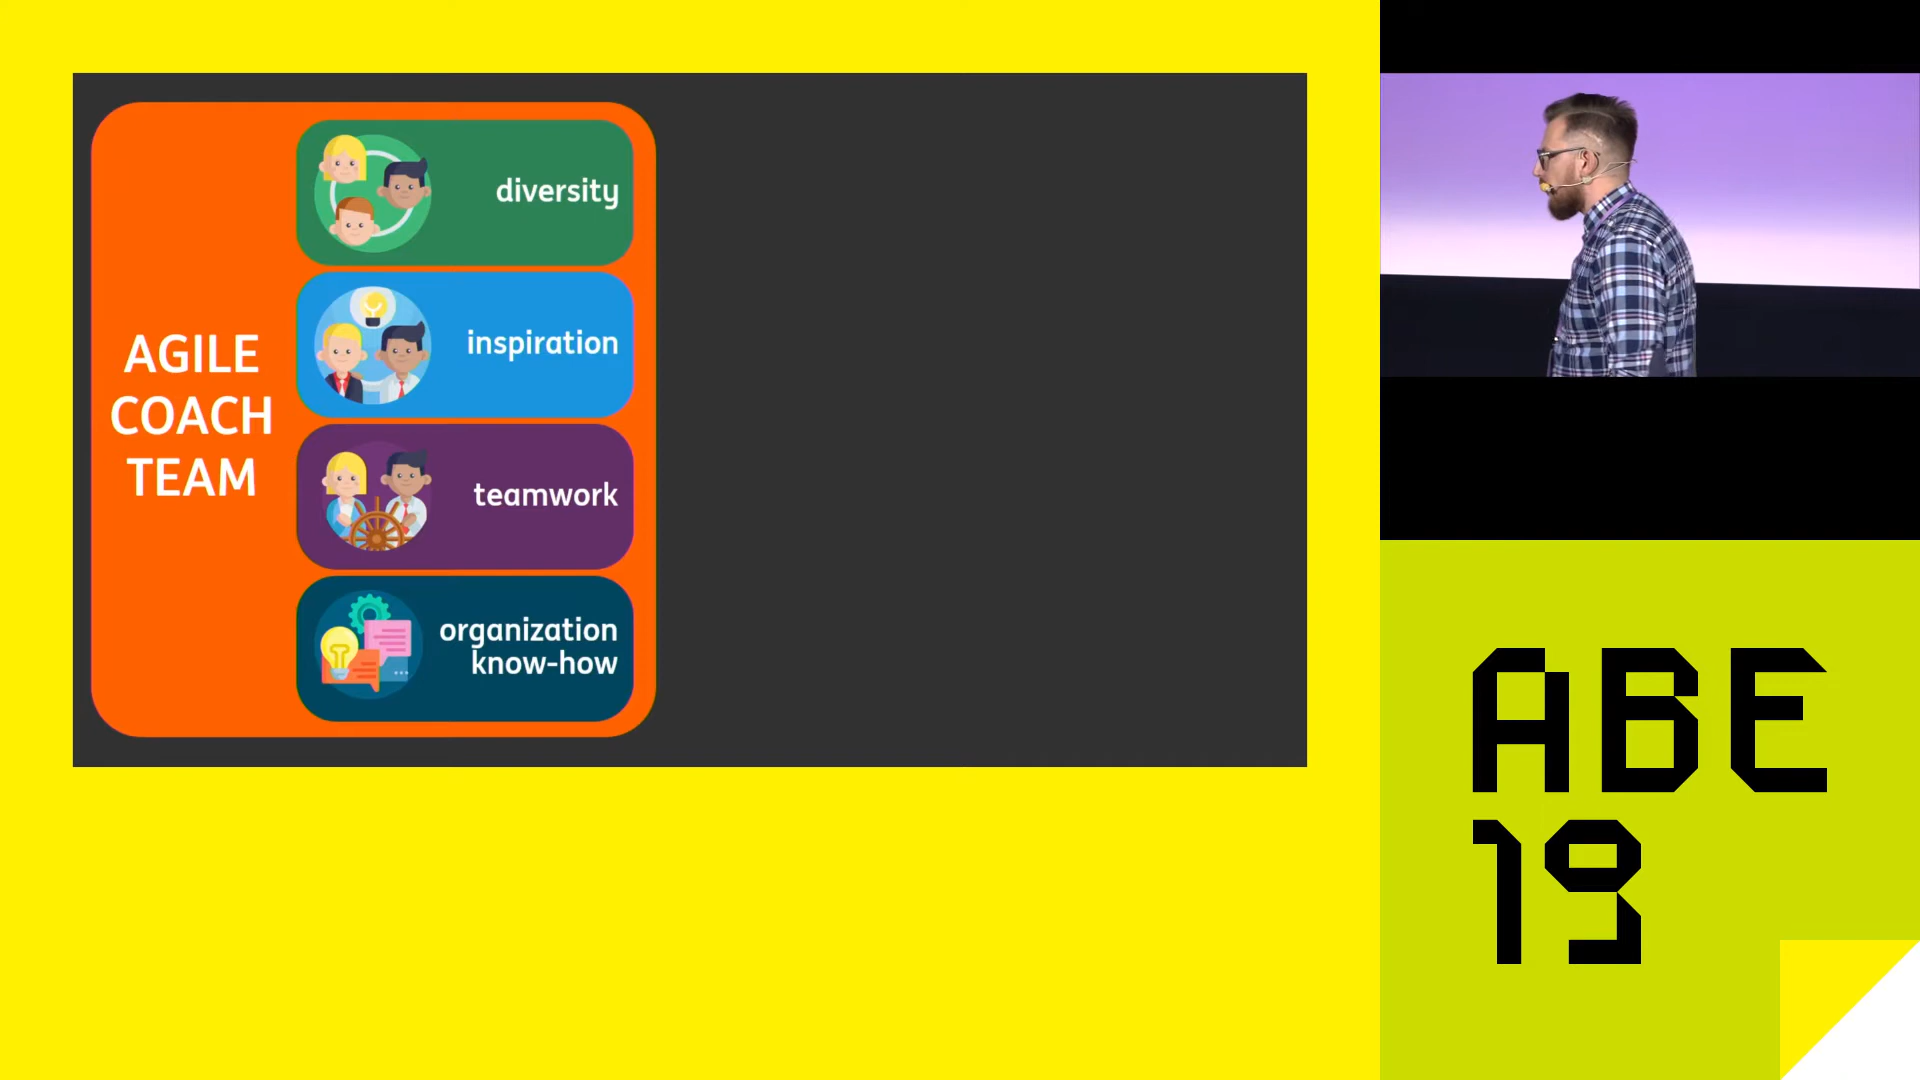 AGILE
COACH
TEAM
diversity
inspiration
teamwork
organization
know-how
ABE
19